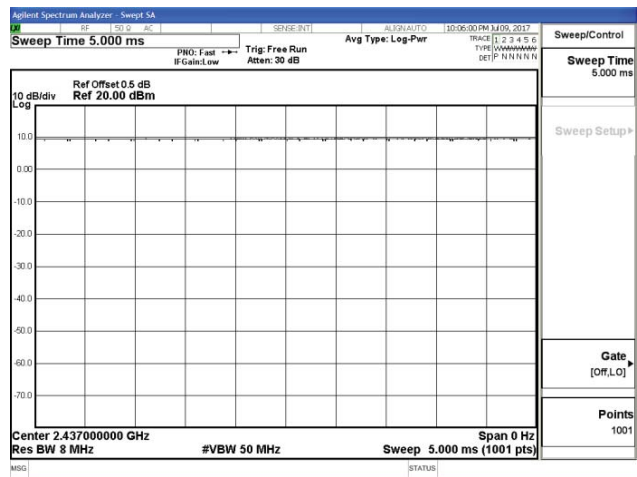 Agilent Spectrum Analyzer - Swept SA
RF 50 Ω AC SENSE:INT ALIGN AUTO 10:06:00 PM Jul 09, 2017
Sweep Time 5.000 ms
PNO: Fast
IFGain:Low
Trig: Free Run
Atten: 30 dB
Avg Type: Log-Pwr
TRACE 1 2 3 4 5 6
TYPE
DET P N N N N N
Ref Offset 0.5 dB
Ref 20.00 dBm
10 dB/div
Log
10.0
0.00
-10.0
-20.0
-30.0
-40.0
-50.0
-60.0
-70.0
Center 2.437000000 GHz
Span 0 Hz
Res BW 8 MHz
#VBW 50 MHz
Sweep 5.000 ms (1001 pts)
MSG
STATUS
Sweep/Control
Sweep Time
5.000 ms
Sweep Setup
Gate
[Off,LO]
Points
1001